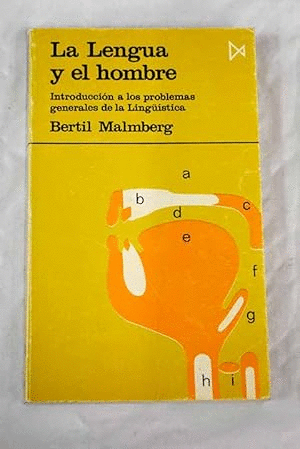 La Lengua
y el hombre
Introducción a los problemas
generales de la Lingüística
Bertil Malmberg
a
b
c
d
e
f
g
h
i